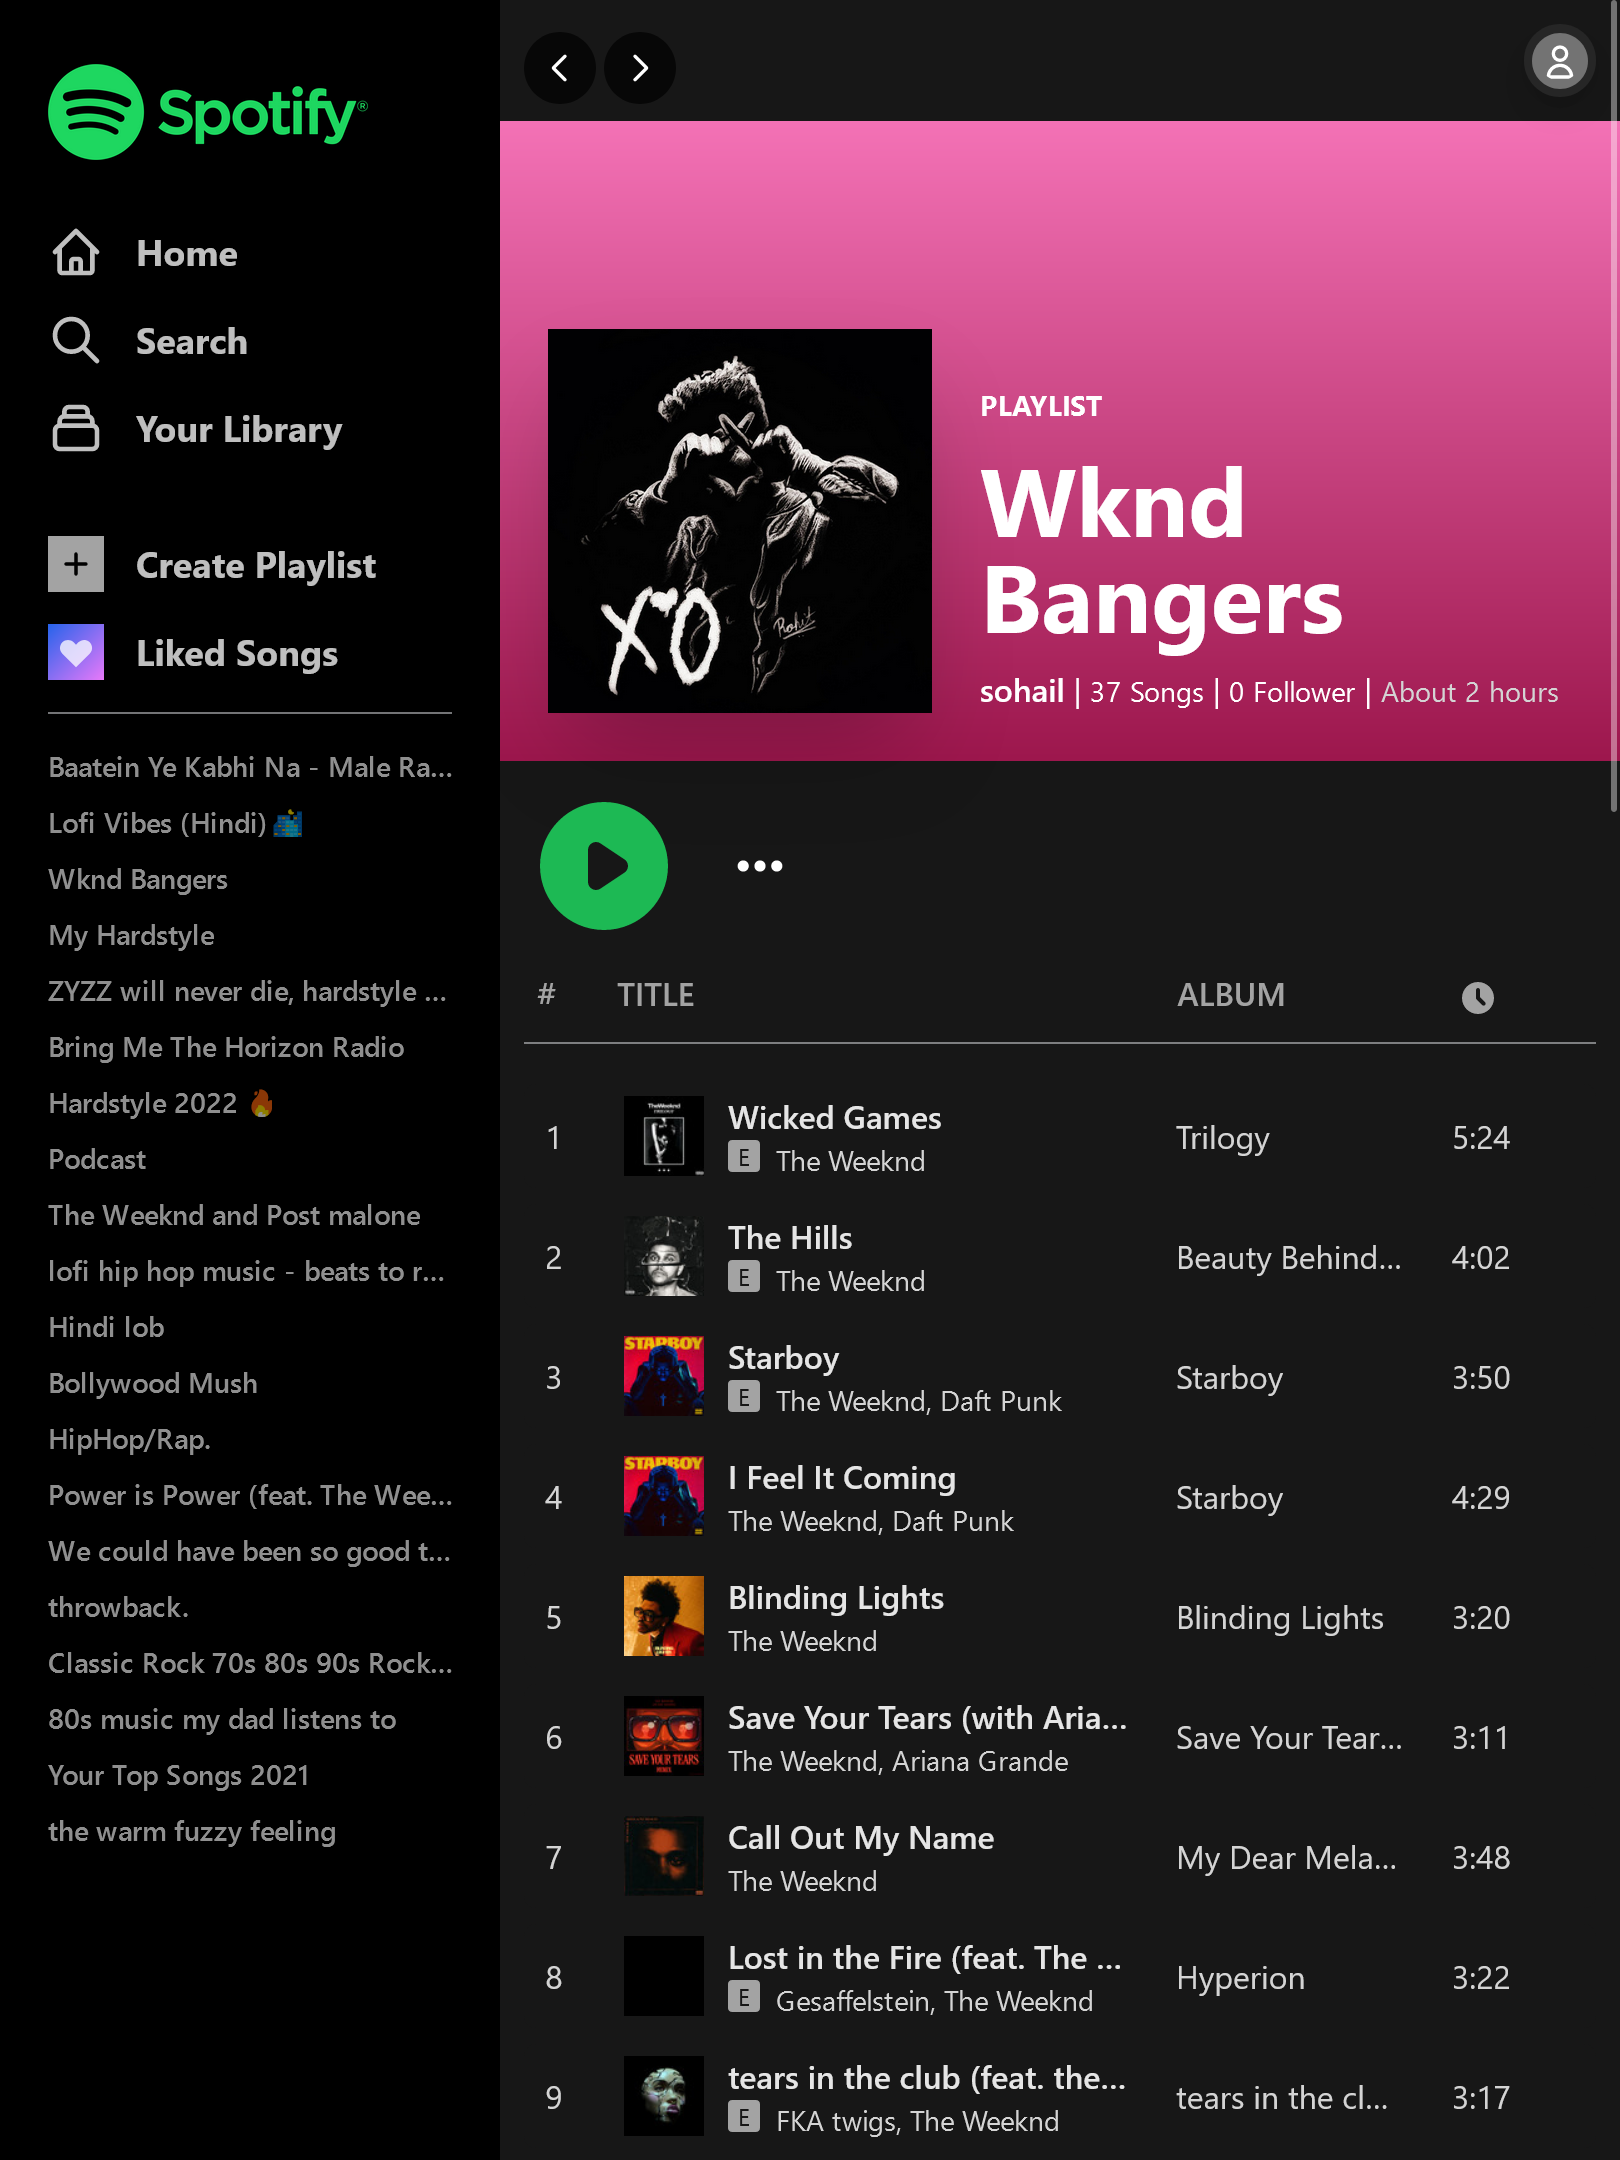 Spotify®
Home
Search
Your Library
Create Playlist
Liked Songs
Baatein Ye Kabhi Na - Male Ra...
Lofi Vibes (Hindi) 🌃
Wknd Bangers
My Hardstyle
ZYZZ will never die, hardstyle ...
Bring Me The Horizon Radio
Hardstyle 2022 🔥
Podcast
The Weeknd and Post malone
lofi hip hop music - beats to r...
Hindi lob
Bollywood Mush
HipHop/Rap.
Power is Power (feat. The Wee...
We could have been so good t...
throwback.
Classic Rock 70s 80s 90s Rock...
80s music my dad listens to
Your Top Songs 2021
the warm fuzzy feeling
XO
Rohit
PLAYLIST
Wknd
Bangers
sohail | 37 Songs | 0 Follower | About 2 hours
# TITLE ALBUM
1 Wicked Games Trilogy 5:24
E The Weeknd
2 The Hills Beauty Behind... 4:02
E The Weeknd
STARBOY
3 Starboy Starboy 3:50
E The Weeknd, Daft Punk
STARBOY
4 I Feel It Coming Starboy 4:29
The Weeknd, Daft Punk
5 Blinding Lights Blinding Lights 3:20
The Weeknd
SAVE YOUR TEARS
REMIX
6 Save Your Tears (with Aria... Save Your Tear... 3:11
The Weeknd, Ariana Grande
7 Call Out My Name My Dear Mela... 3:48
The Weeknd
8 Lost in the Fire (feat. The ... Hyperion 3:22
E Gesaffelstein, The Weeknd
9 tears in the club (feat. the... tears in the cl... 3:17
E FKA twigs, The Weeknd